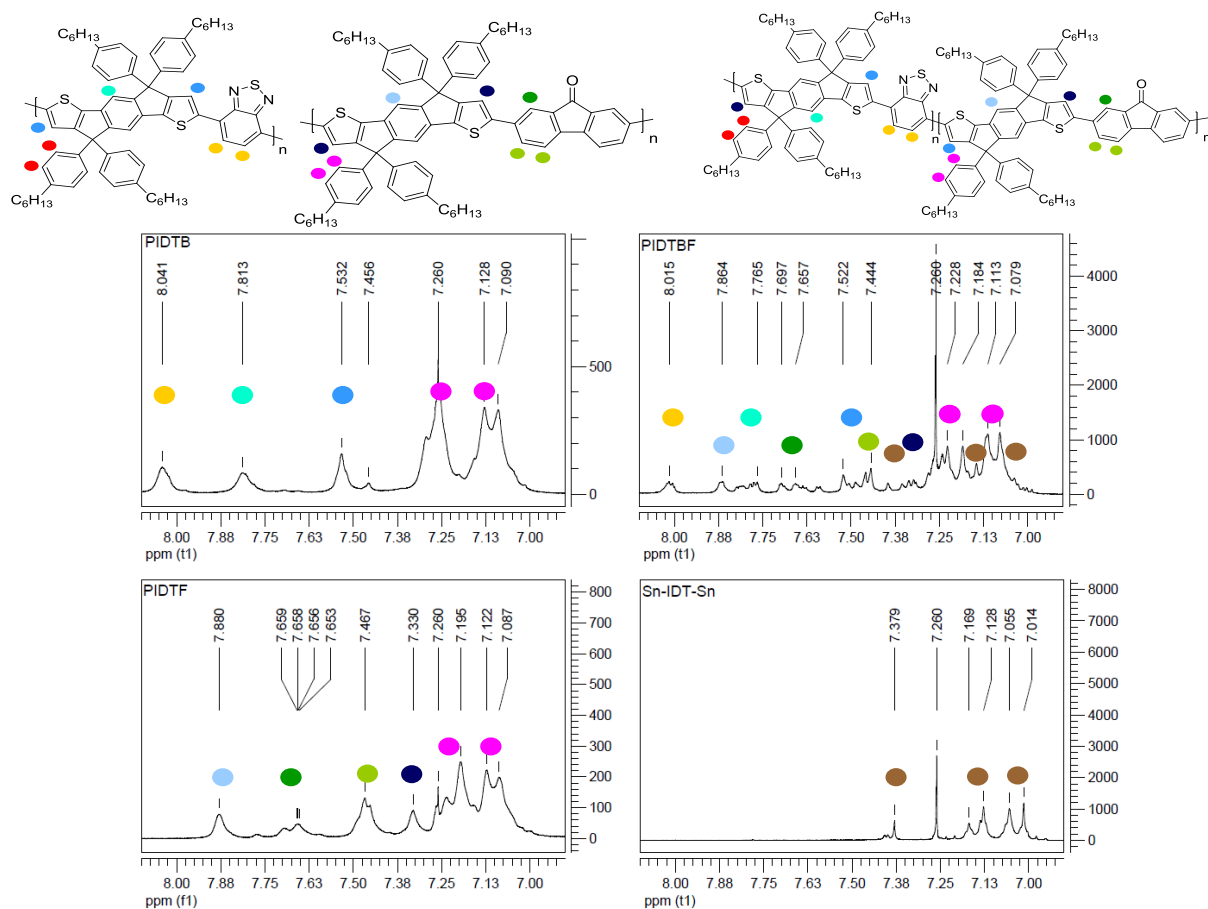 C6H13
C6H13
S
N
S
N
S
n
C6H13
C6H13
C6H13
C6H13
O
S
S
n
C6H13
C6H13
C6H13
C6H13
S
N
S
N
S
n
C6H13
C6H13
C6H13
C6H13
O
S
S
n
C6H13
C6H13
PIDTB
8.041
7.813
7.532
7.456
7.260
7.128
7.090
500
0
8.00 7.88 7.75 7.63 7.50 7.38 7.25 7.13 7.00
ppm (t1)
PIDTBF
8.015
7.864
7.765
7.697
7.657
7.522
7.444
7.260
7.228
7.184
7.113
7.079
4000
3000
2000
1000
0
8.00 7.88 7.75 7.63 7.50 7.38 7.25 7.13 7.00
ppm (t1)
PIDTF
7.880
7.659
7.658
7.656
7.653
7.467
7.330
7.260
7.195
7.122
7.087
800
700
600
500
400
300
200
100
0
8.00 7.88 7.75 7.63 7.50 7.38 7.25 7.13 7.00
ppm (f1)
Sn-IDT-Sn
7.379
7.260
7.169
7.128
7.055
7.014
8000
7000
6000
5000
4000
3000
2000
1000
0
8.00 7.88 7.75 7.63 7.50 7.38 7.25 7.13 7.00
ppm (t1)